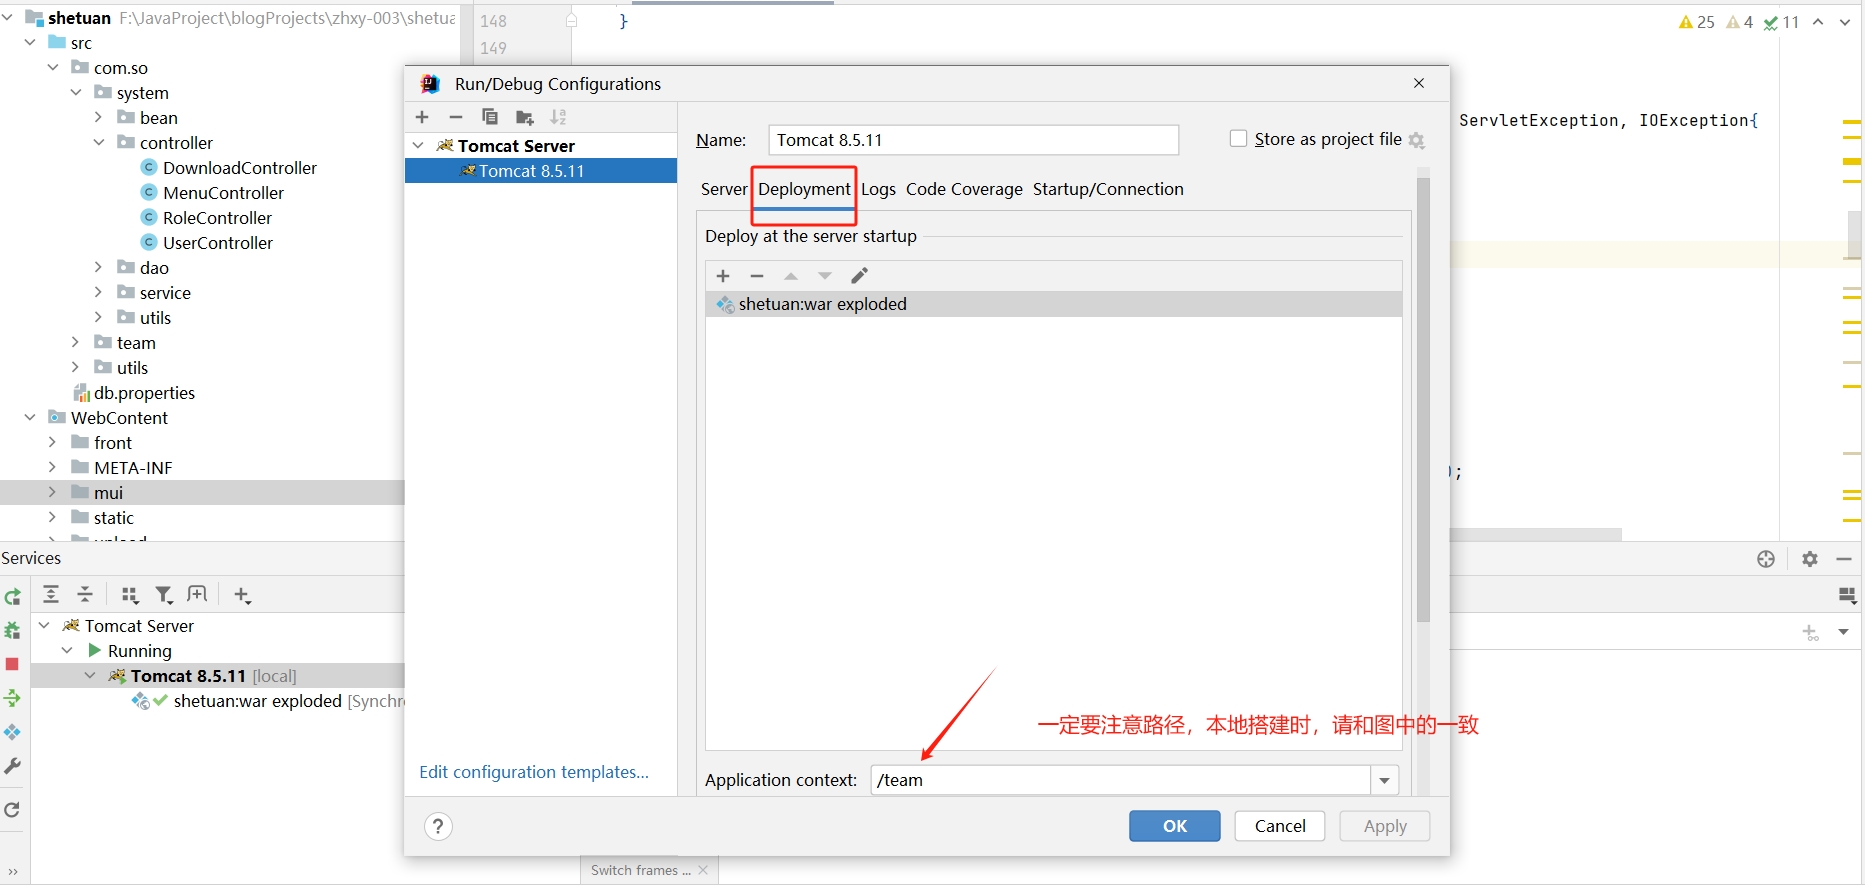 shetuan F:\JavaProject\blogProjects\zhxy-003\shetua
src
com.so
system
bean
controller
DownloadController
MenuController
RoleController
UserController
dao
service
utils
team
utils
db.properties
WebContent
front
META-INF
mui
static
148 }
149
25 4 11
ServletException, IOException{
);
Run/Debug Configurations
Tomcat Server
Tomcat 8.5.11
Edit configuration templates...
Name: Tomcat 8.5.11
Store as project file
Server Deployment Logs Code Coverage Startup/Connection
Deploy at the server startup
shetuan:war exploded
一定要注意路径，本地搭建时，请和图中的一致
Application context: /team
? OK Cancel Apply
Services
Tomcat Server
Running
Tomcat 8.5.11 [local]
shetuan:war exploded [Synchr
Switch frames ...